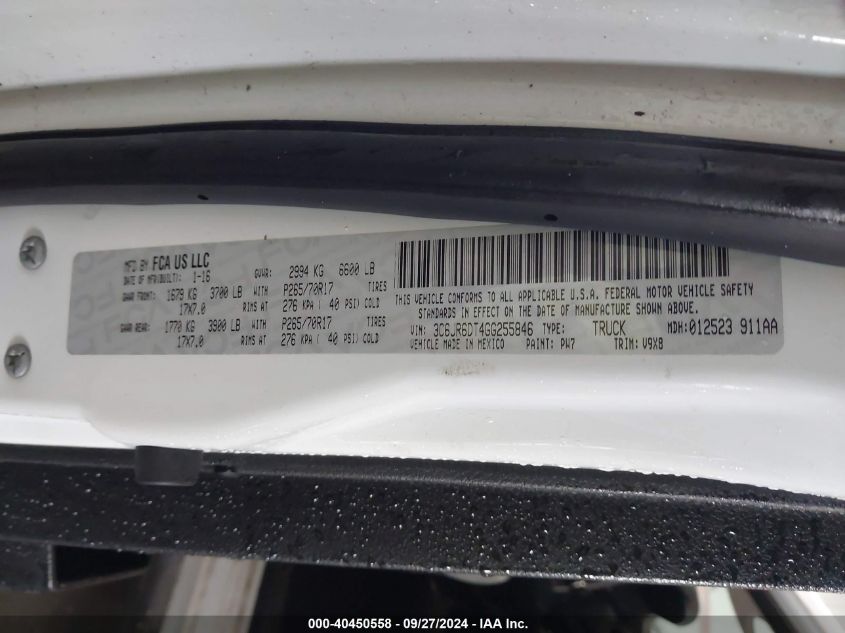 MFD BY FCA US LLC
DATE OF MFR(BUILT): 1-16
GVWR: 2994 KG 6600 LB
GAWR FRONT: 1679 KG 3700 LB WITH P265/70R17 TIRES
17X7.0 RIMS AT 276 KPA ( 40 PSI) COLD
GAWR REAR: 1770 KG 3900 LB WITH P265/70R17 TIRES
17X7.0 RIMS AT 276 KPA ( 40 PSI) COLD
THIS VEHICLE CONFORMS TO ALL APPLICABLE U.S.A. FEDERAL MOTOR VEHICLE SAFETY
STANDARDS IN EFFECT ON THE DATE OF MANUFACTURE SHOWN ABOVE.
VIN: 3C6JR6DT4GG255846 TYPE: TRUCK MDH:012523 911AA
VEHICLE MADE IN MEXICO PAINT: PW7 TRIM: V9X8
000-40450558 - 09/27/2024 - IAA Inc.